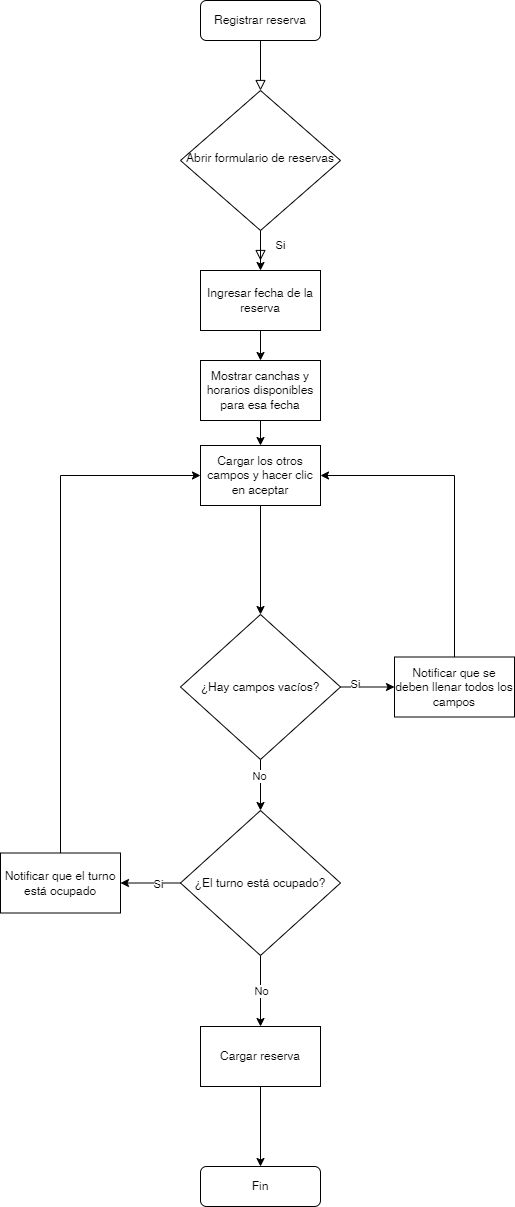 Registrar reserva
Abrir formulario de reservas
Si
Ingresar fecha de la
reserva
Mostrar canchas y
horarios disponibles
para esa fecha
Cargar los otros
campos y hacer clic
en aceptar
¿Hay campos vacíos?
Si
Notificar que se
deben llenar todos los
campos
No
¿El turno está ocupado?
Si
Notificar que el turno
está ocupado
No
Cargar reserva
Fin